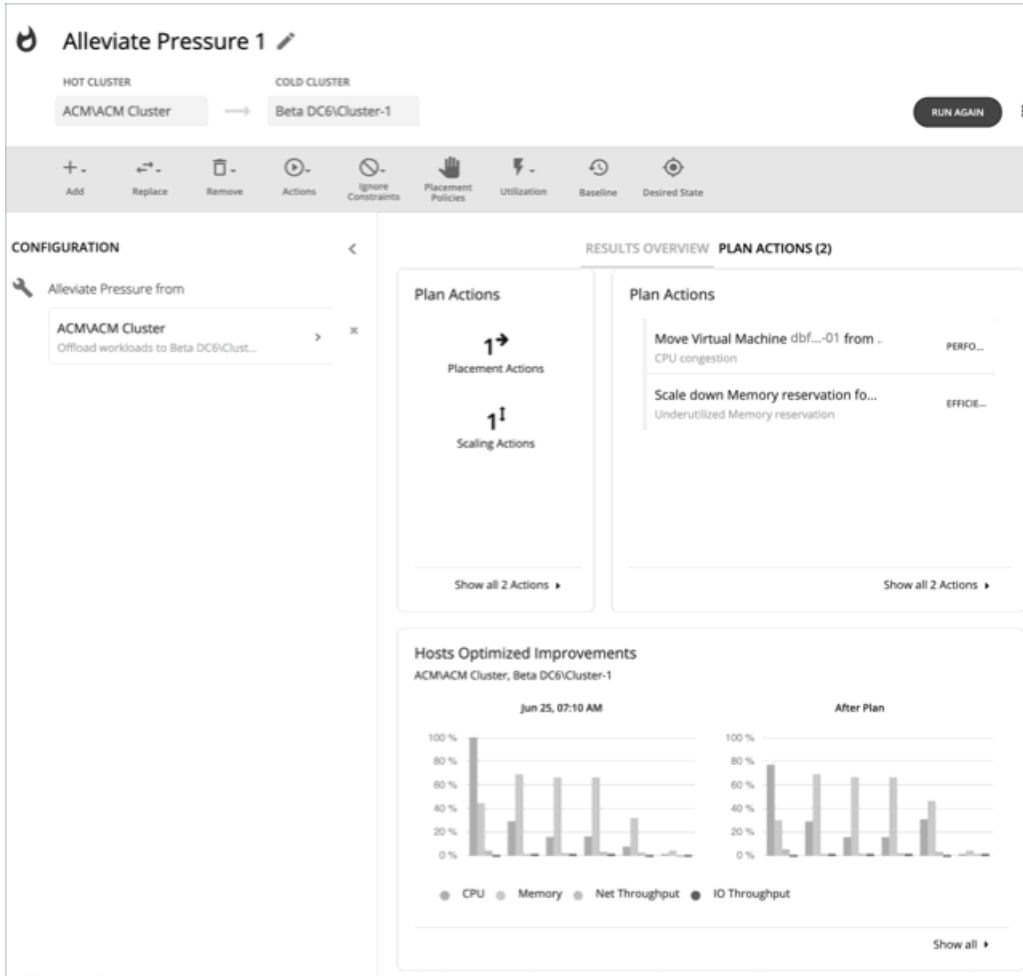 Alleviate Pressure 1
HOT CLUSTER
COLD CLUSTER
ACM\ACM Cluster
Beta DC6\Cluster-1
RUN AGAIN
Add
Replace
Remove
Actions
Ignore Constraints
Placement Policies
Utilization
Baseline
Desired State
CONFIGURATION
RESULTS OVERVIEW
PLAN ACTIONS (2)
Alleviate Pressure from
ACM\ACM Cluster
Offload workloads to Beta DC6\Clust...
Plan Actions
1
Placement Actions
1
Scaling Actions
Show all 2 Actions
Plan Actions
Move Virtual Machine dbf...-01 from ..
PERFO...
CPU congestion
Scale down Memory reservation fo...
EFFICIE...
Underutilized Memory reservation
Show all 2 Actions
Hosts Optimized Improvements
ACM\ACM Cluster, Beta DC6\Cluster-1
Jun 25, 07:10 AM
100 %
80 %
60 %
40 %
20 %
0 %
After Plan
100 %
80 %
60 %
40 %
20 %
0 %
CPU
Memory
Net Throughput
IO Throughput
Show all